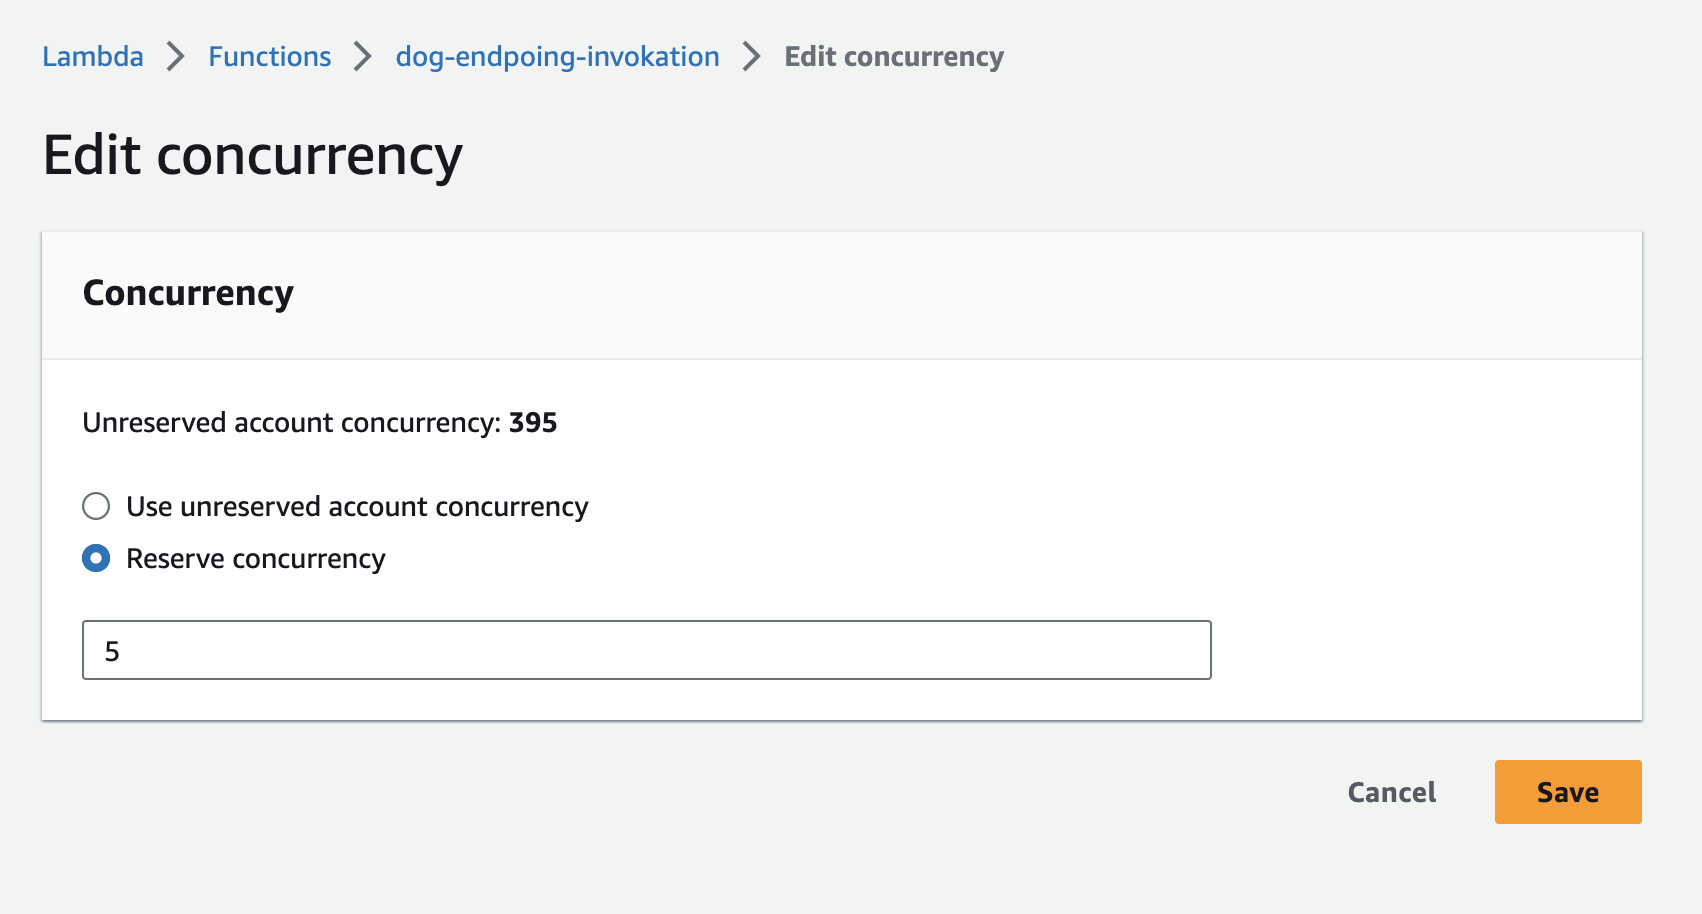 Lambda > Functions > dog-endpoing-invokation > Edit concurrency
Edit concurrency
Concurrency
Unreserved account concurrency: 395
Use unreserved account concurrency
Reserve concurrency
5
Cancel Save